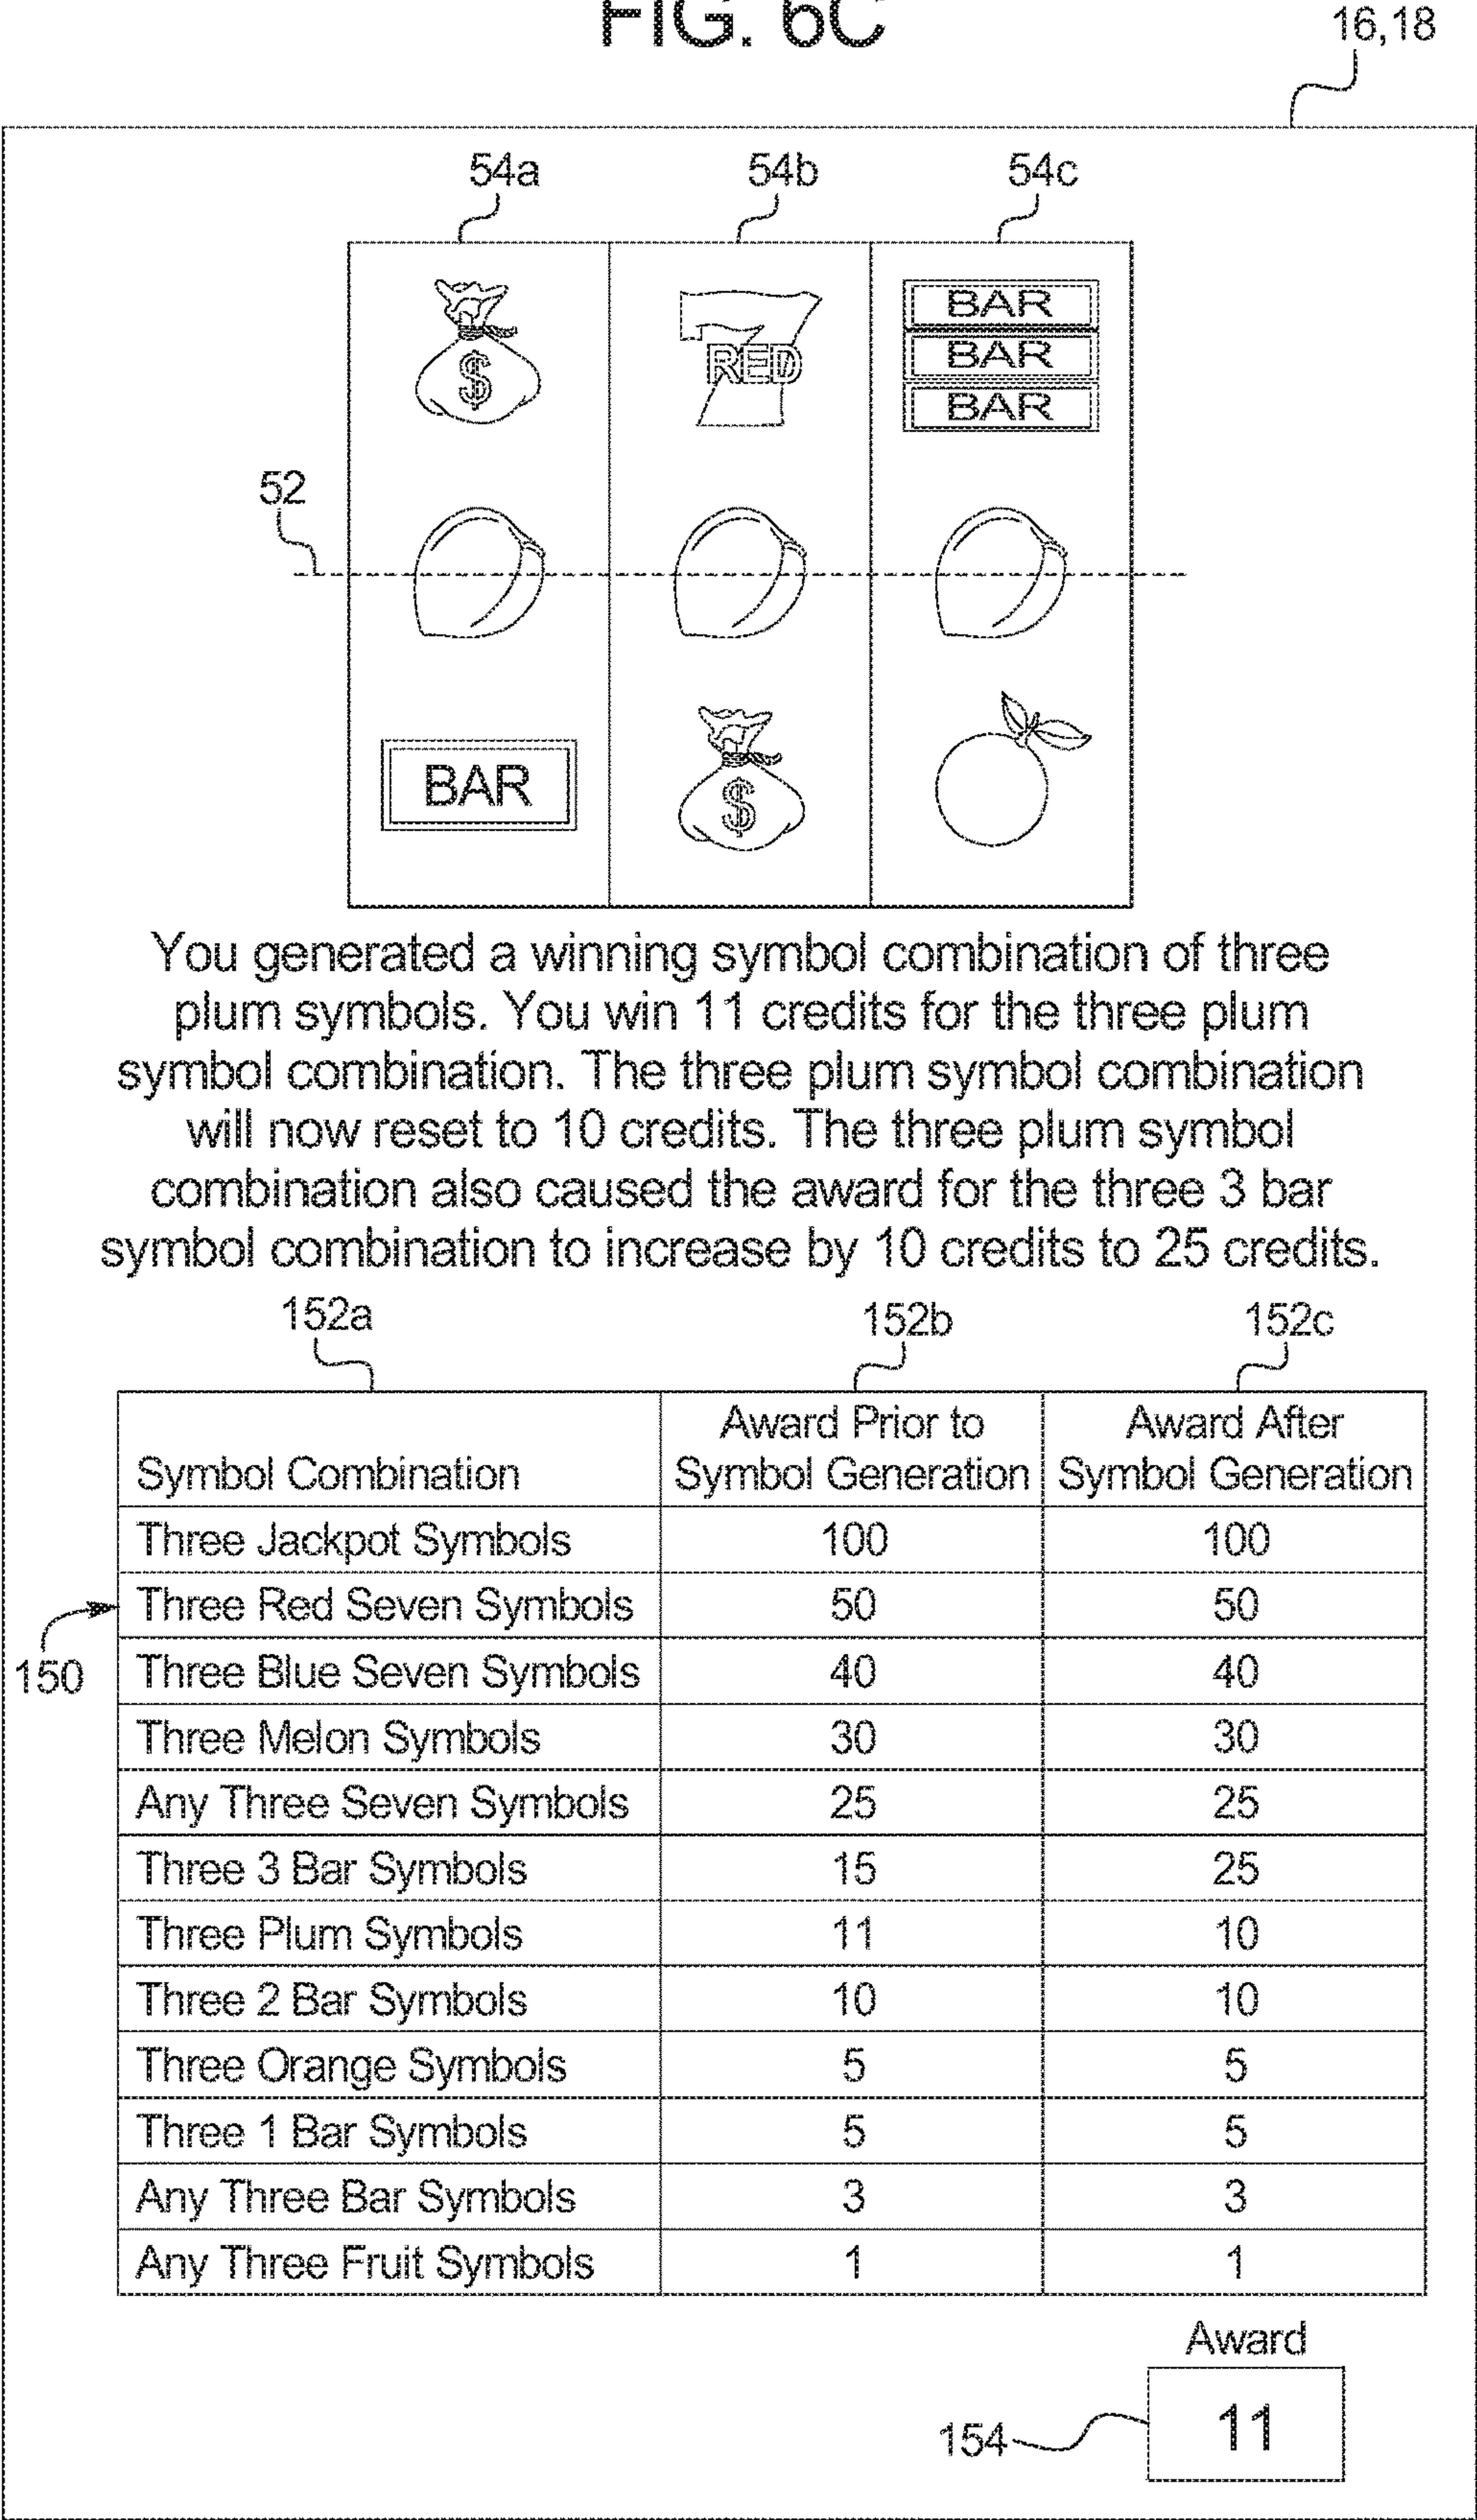 FIG. 6C
16,18
54a 54b 54c
$ 7 RED BAR
BAR
BAR
52
BAR $
You generated a winning symbol combination of three
plum symbols. You win 11 credits for the three plum
symbol combination. The three plum symbol combination
will now reset to 10 credits. The three plum symbol
combination also caused the award for the three 3 bar
symbol combination to increase by 10 credits to 25 credits.
152a 152b 152c
Symbol Combination Award Prior to Symbol Generation Award After Symbol Generation
Three Jackpot Symbols 100 100
Three Red Seven Symbols 50 50
150
Three Blue Seven Symbols 40 40
Three Melon Symbols 30 30
Any Three Seven Symbols 25 25
Three 3 Bar Symbols 15 25
Three Plum Symbols 11 10
Three 2 Bar Symbols 10 10
Three Orange Symbols 5 5
Three 1 Bar Symbols 5 5
Any Three Bar Symbols 3 3
Any Three Fruit Symbols 1 1
Award
154 11